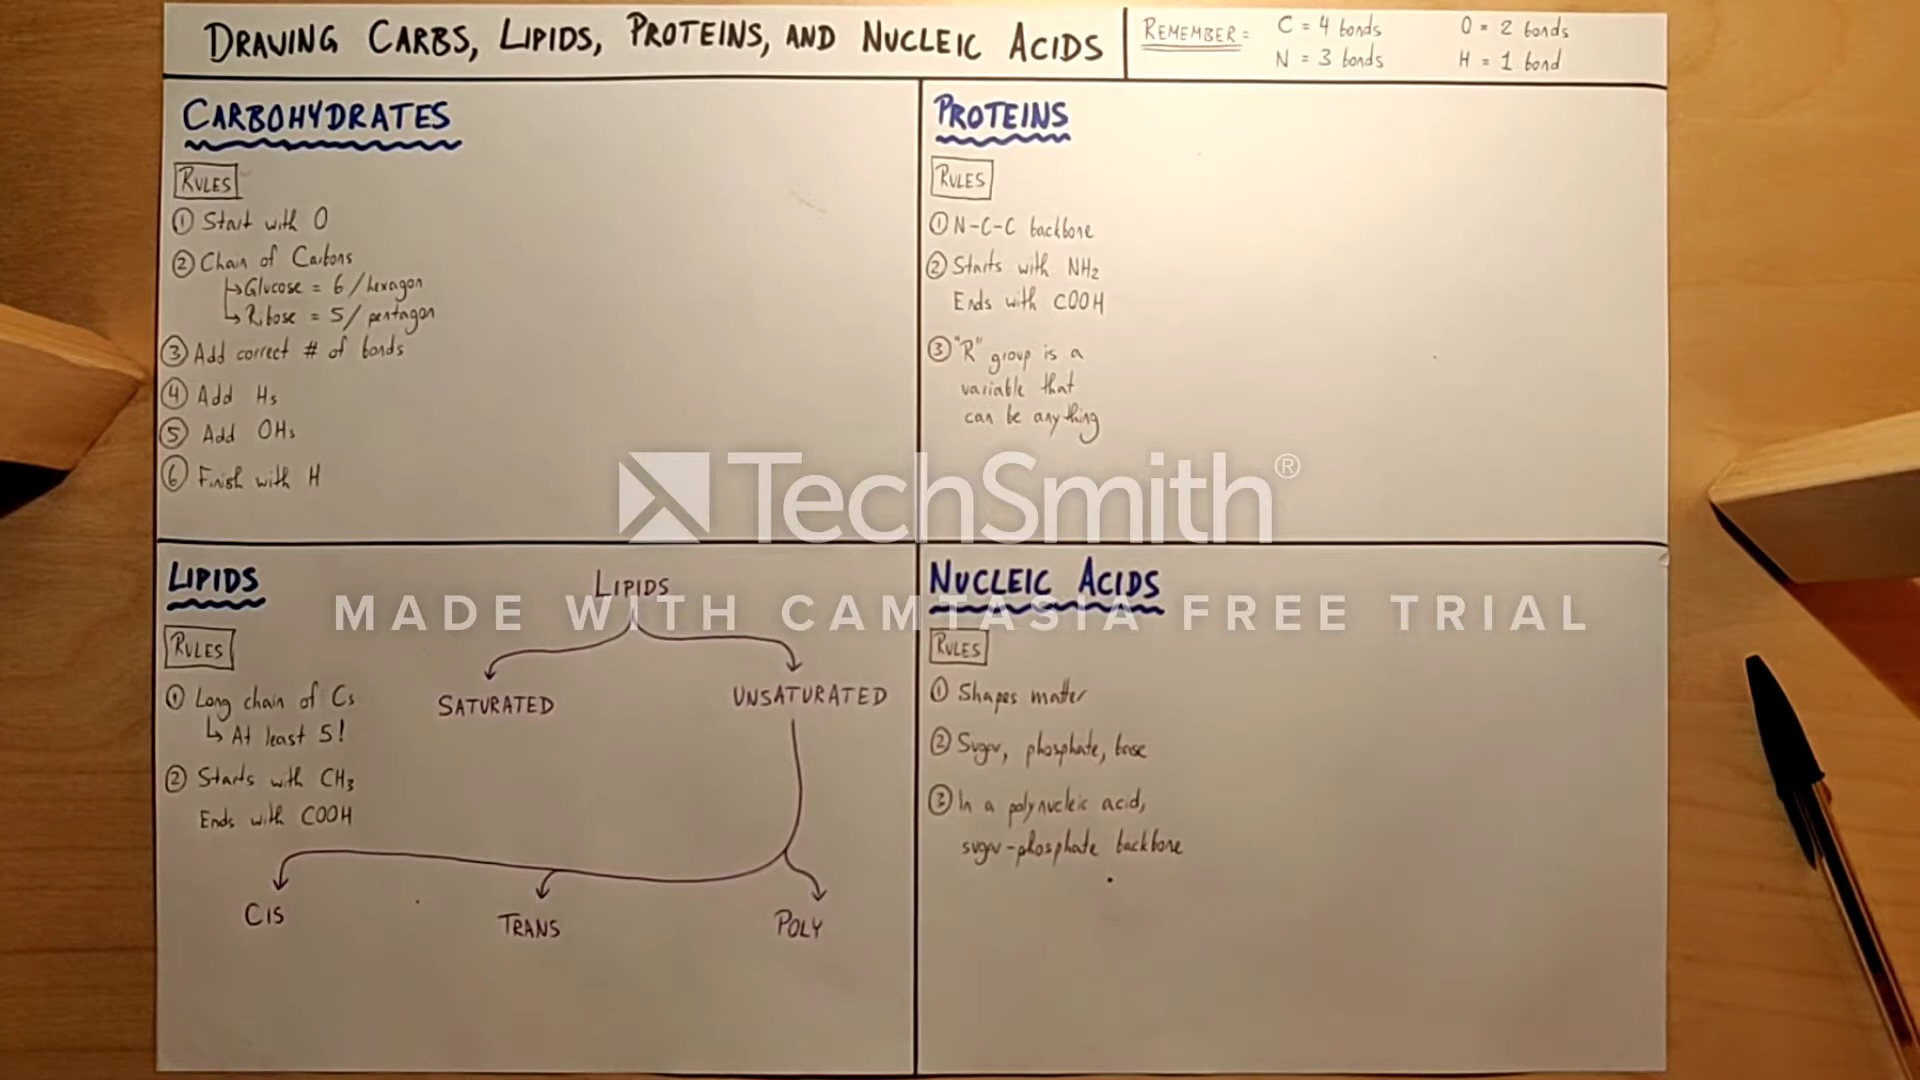 DRAWING CARBS, LIPIDS, PROTEINS, AND NUCLEIC ACIDS
REMEMBER: C = 4 bonds O = 2 bonds
N = 3 bonds H = 1 bond
CARBOHYDRATES
RULES
① Start with O
② Chain of Carbons
↳ Glucose = 6/hexagon
↳ Ribose = 5/pentagon
③ Add correct # of bonds
④ Add Hs
⑤ Add OHs
⑥ Finish with H
PROTEINS
RULES
① N-C-C backbone
② Starts with NH2
Ends with COOH
③ "R" group is a
variable that
can be anything
TechSmith®
MADE WITH CAMTASIA FREE TRIAL
LIPIDS
RULES
① Long chain of Cs
↳ At least 5!
② Starts with CH3
Ends with COOH
LIPIDS
SATURATED UNSATURATED
CIS TRANS POLY
NUCLEIC ACIDS
RULES
① Shapes matter
② Sugar, phosphate, base
③ In a polynucleic acid,
sugar-phosphate backbone